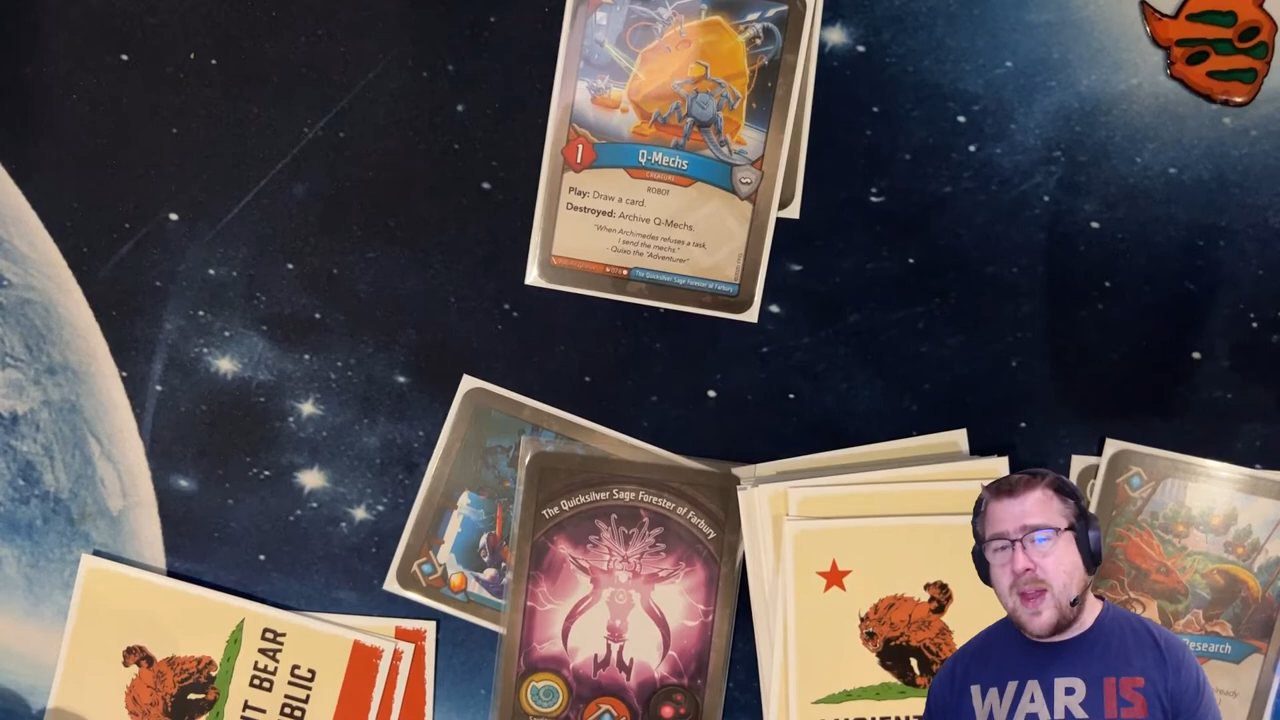 1
Q-Mechs
CREATURE
ROBOT
Play: Draw a card.
Destroyed: Archive Q-Mechs.
"When Archimedes refuses a task,
I send the mechs."
- Quixo the "Adventurer"
The Quicksilver Sage Forester of Farbury
The Quicksilver Sage Forester of Farbury
NT BEAR
BLIC
Research
WAR IS